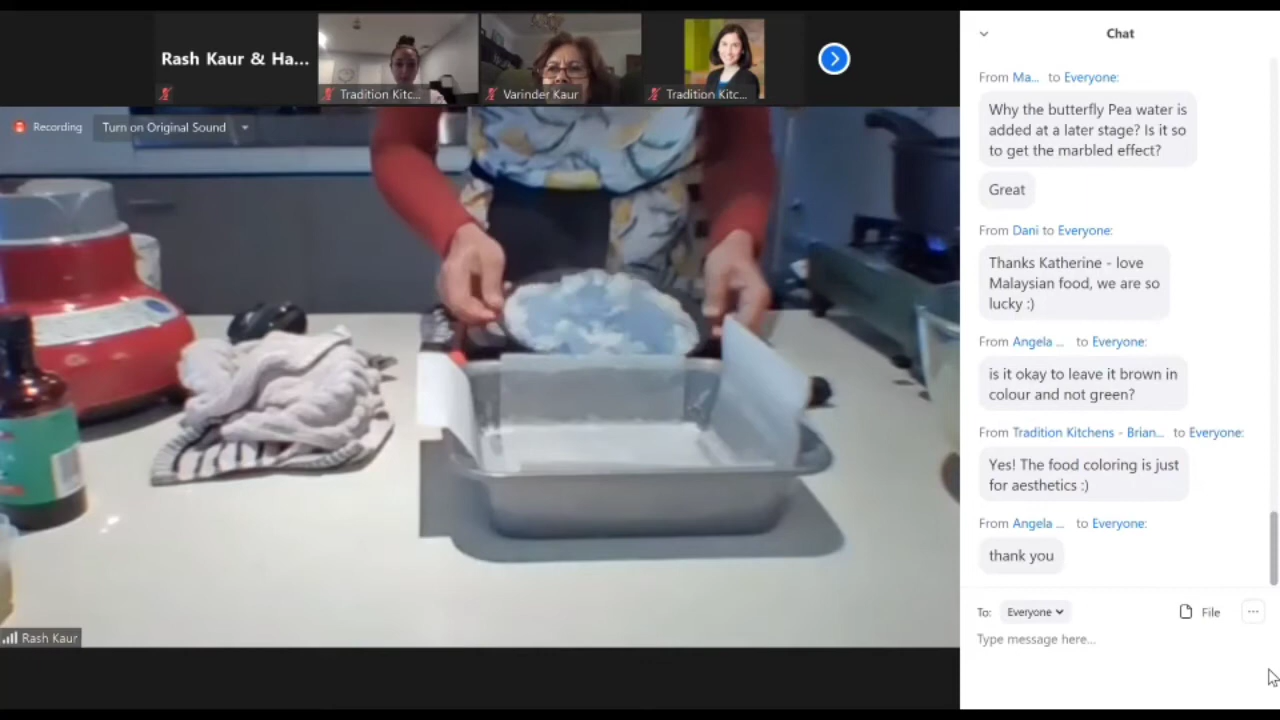 Rash Kaur & Ha...
Tradition Kitc...
Varinder Kaur
Tradition Kitc...
Recording
Turn on Original Sound
Rash Kaur
Chat
From Ma... to Everyone:
Why the butterfly Pea water is
added at a later stage? Is it so
to get the marbled effect?
Great
From Dani to Everyone:
Thanks Katherine - love
Malaysian food, we are so
lucky :)
From Angela ... to Everyone:
is it okay to leave it brown in
colour and not green?
From Tradition Kitchens - Brian... to Everyone:
Yes! The food coloring is just
for aesthetics :)
From Angela ... to Everyone:
thank you
To: Everyone
File
...
Type message here...